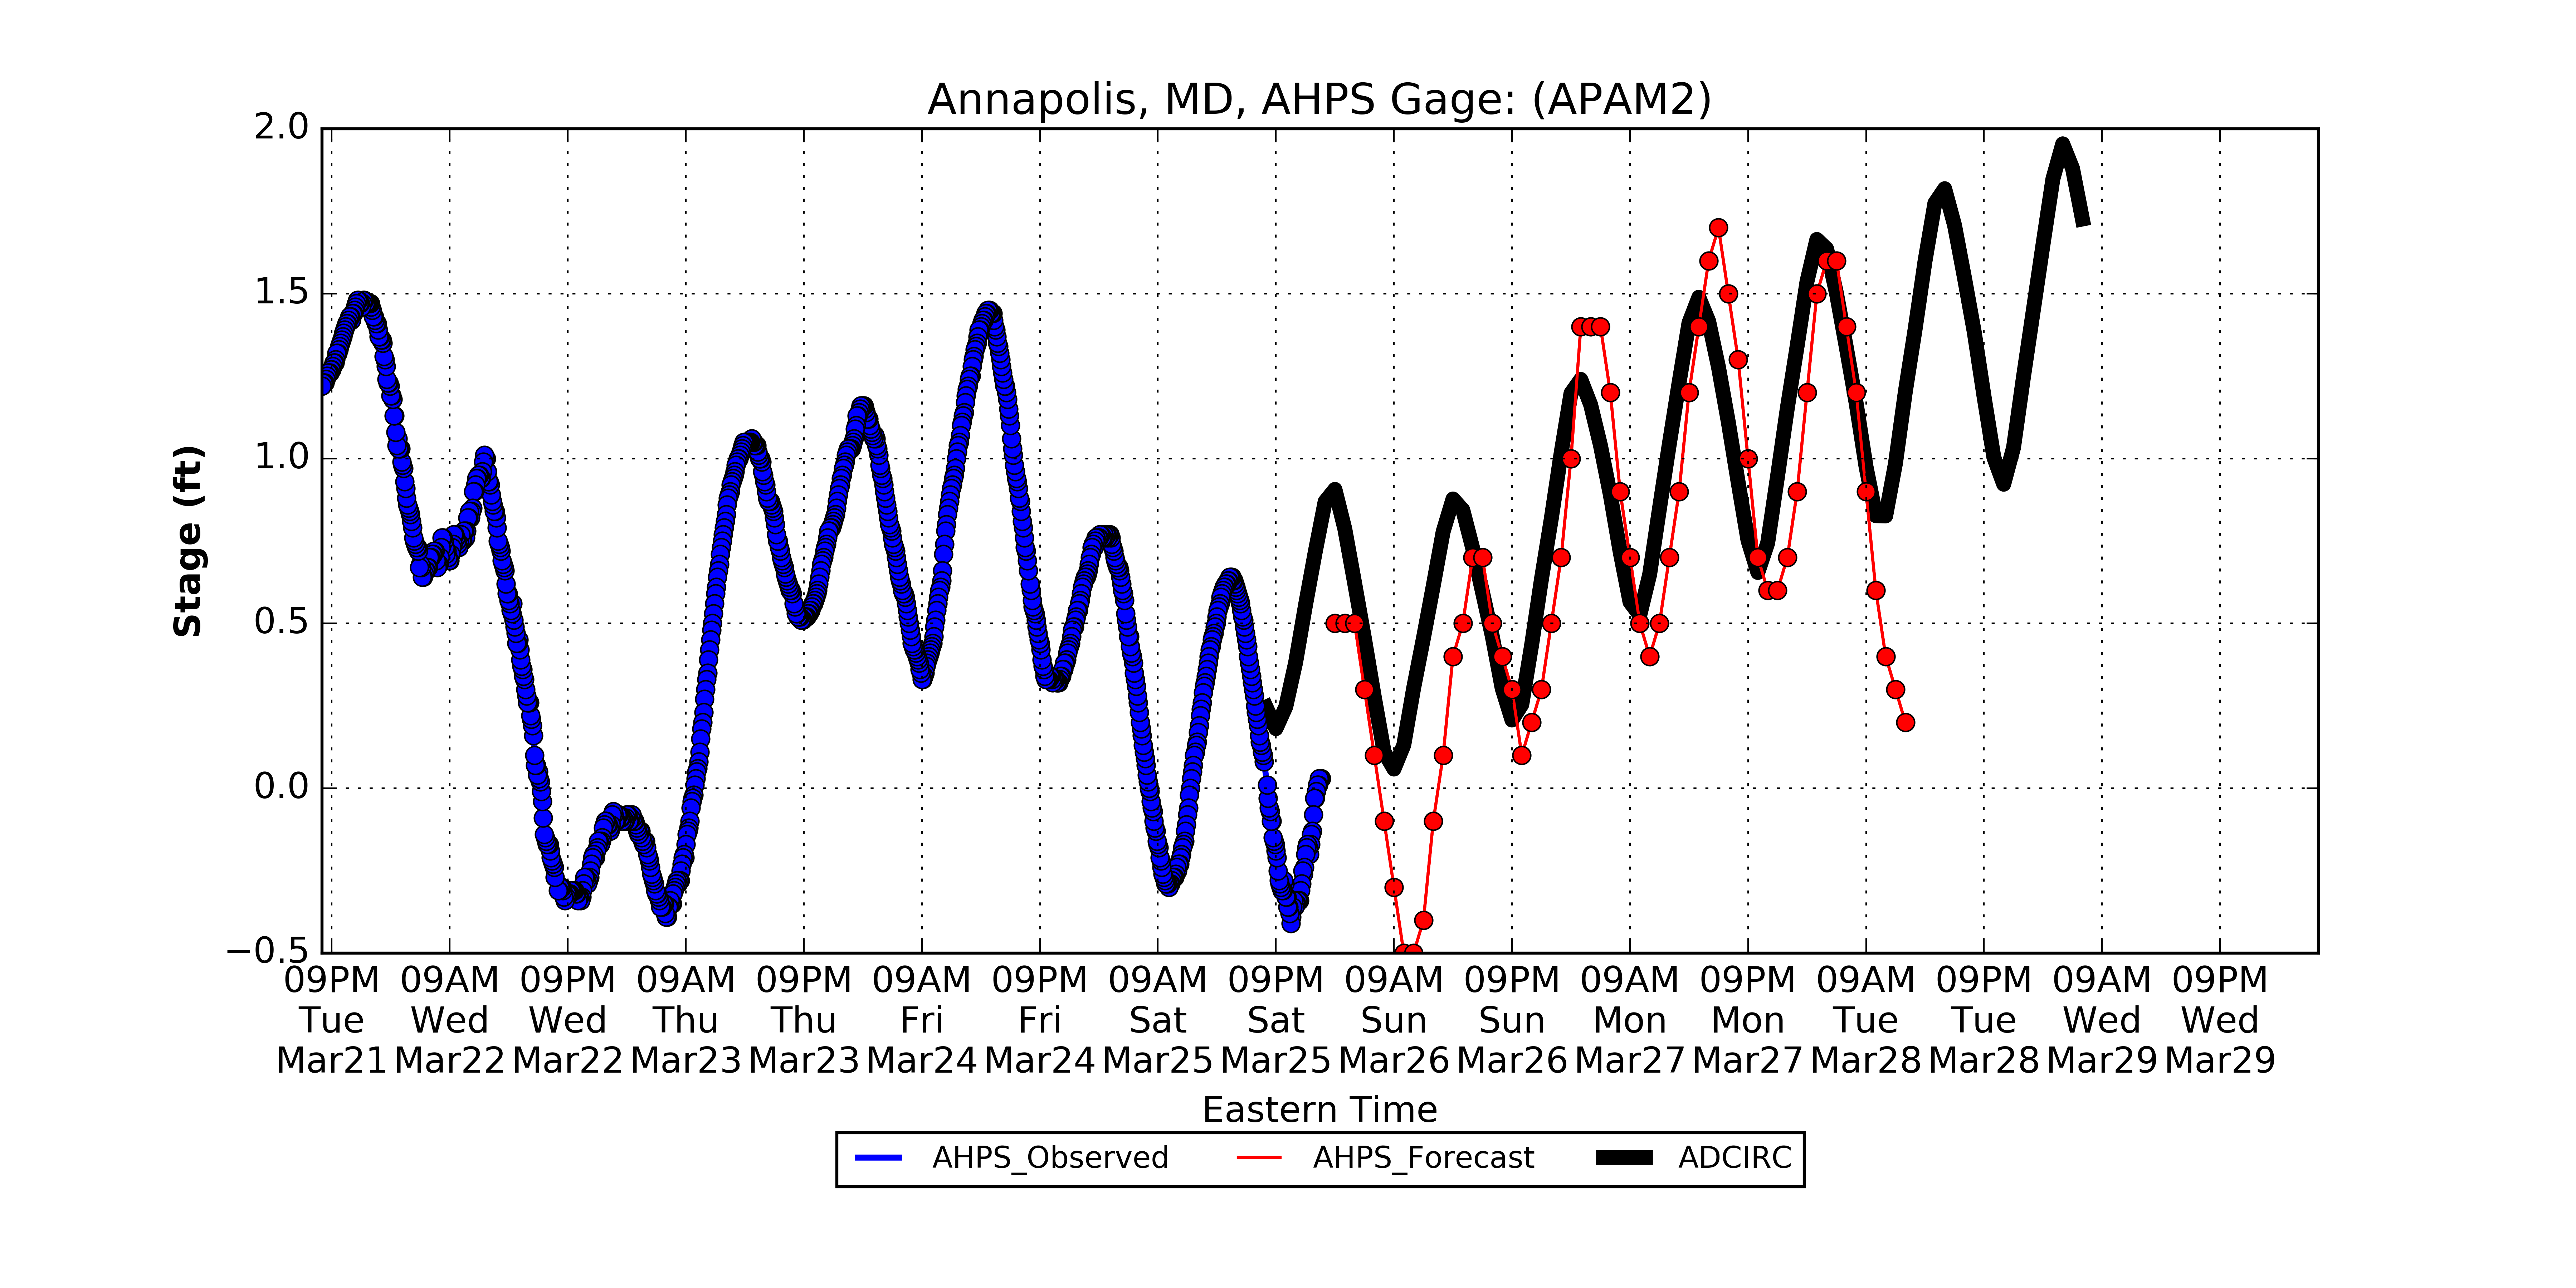 Annapolis, MD, AHPS Gage: (APAM2)
2.0
1.5
1.0
0.5
0.0
−0.5
Stage (ft)
09PM 09AM 09PM 09AM 09PM 09AM 09PM 09AM 09PM 09AM 09PM 09AM 09PM 09AM 09PM 09AM 09PM
Tue Wed Wed Thu Thu Fri Fri Sat Sat Sun Sun Mon Mon Tue Tue Wed Wed
Mar21 Mar22 Mar22 Mar23 Mar23 Mar24 Mar24 Mar25 Mar25 Mar26 Mar26 Mar27 Mar27 Mar28 Mar28 Mar29 Mar29
Eastern Time
AHPS_Observed AHPS_Forecast ADCIRC